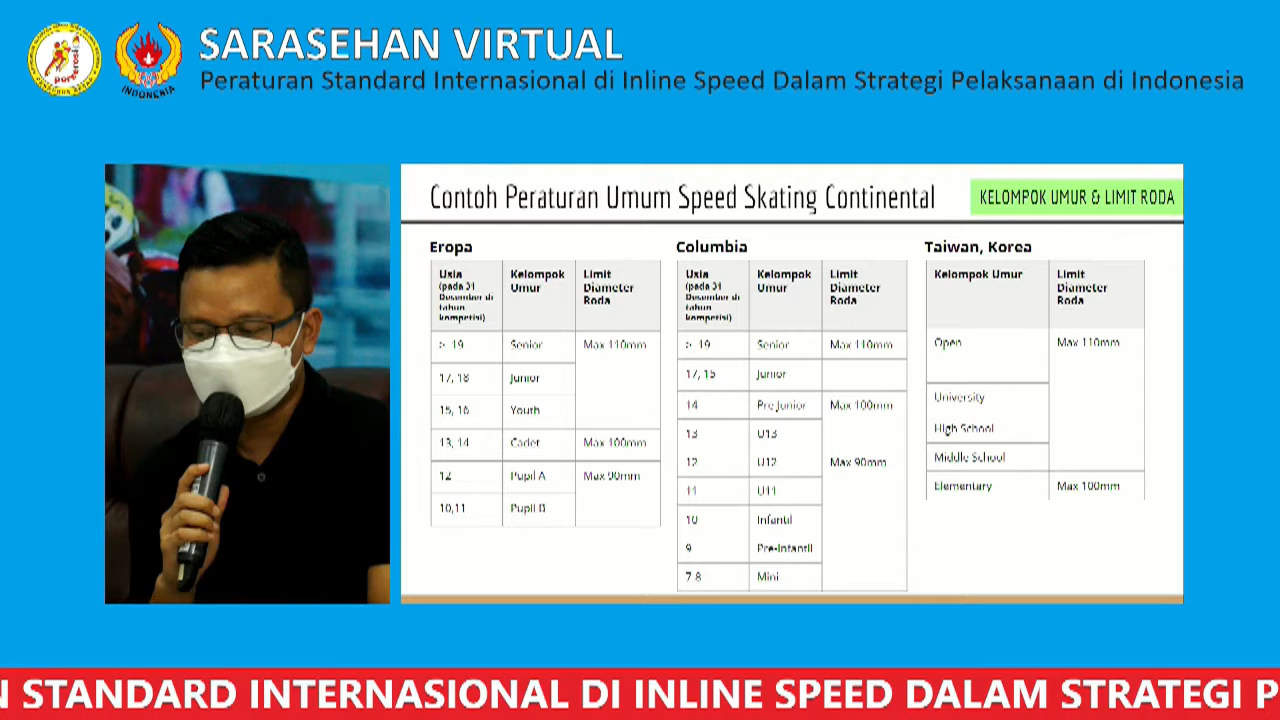 SARASEHAN VIRTUAL
Peraturan Standard Internasional di Inline Speed Dalam Strategi Pelaksanaan di Indonesia
porserosi
INDONESIA
Contoh Peraturan Umum Speed Skating Continental
KELOMPOK UMUR & LIMIT RODA
Eropa
Usia (pada 31 Desember di tahun kompetisi) Kelompok Umur Limit Diameter Roda
> 19 Senior Max 110mm
17, 18 Junior
15, 16 Youth
13, 14 Cadet Max 100mm
12 Pupil A Max 90mm
10,11 Pupil B
Columbia
Usia (pada 31 Desember di tahun kompetisi) Kelompok Umur Limit Diameter Roda
> 19 Senior Max 110mm
17, 15 Junior
14 Pre Junior Max 100mm
13 U13
12 U12 Max 90mm
11 U11
10 Infantil
9 Pre-Infantil
7 8 Mini
Taiwan, Korea
Kelompok Umur Limit Diameter Roda
Open Max 110mm
University
High School
Middle School
Elementary Max 100mm
N STANDARD INTERNASIONAL DI INLINE SPEED DALAM STRATEGI P